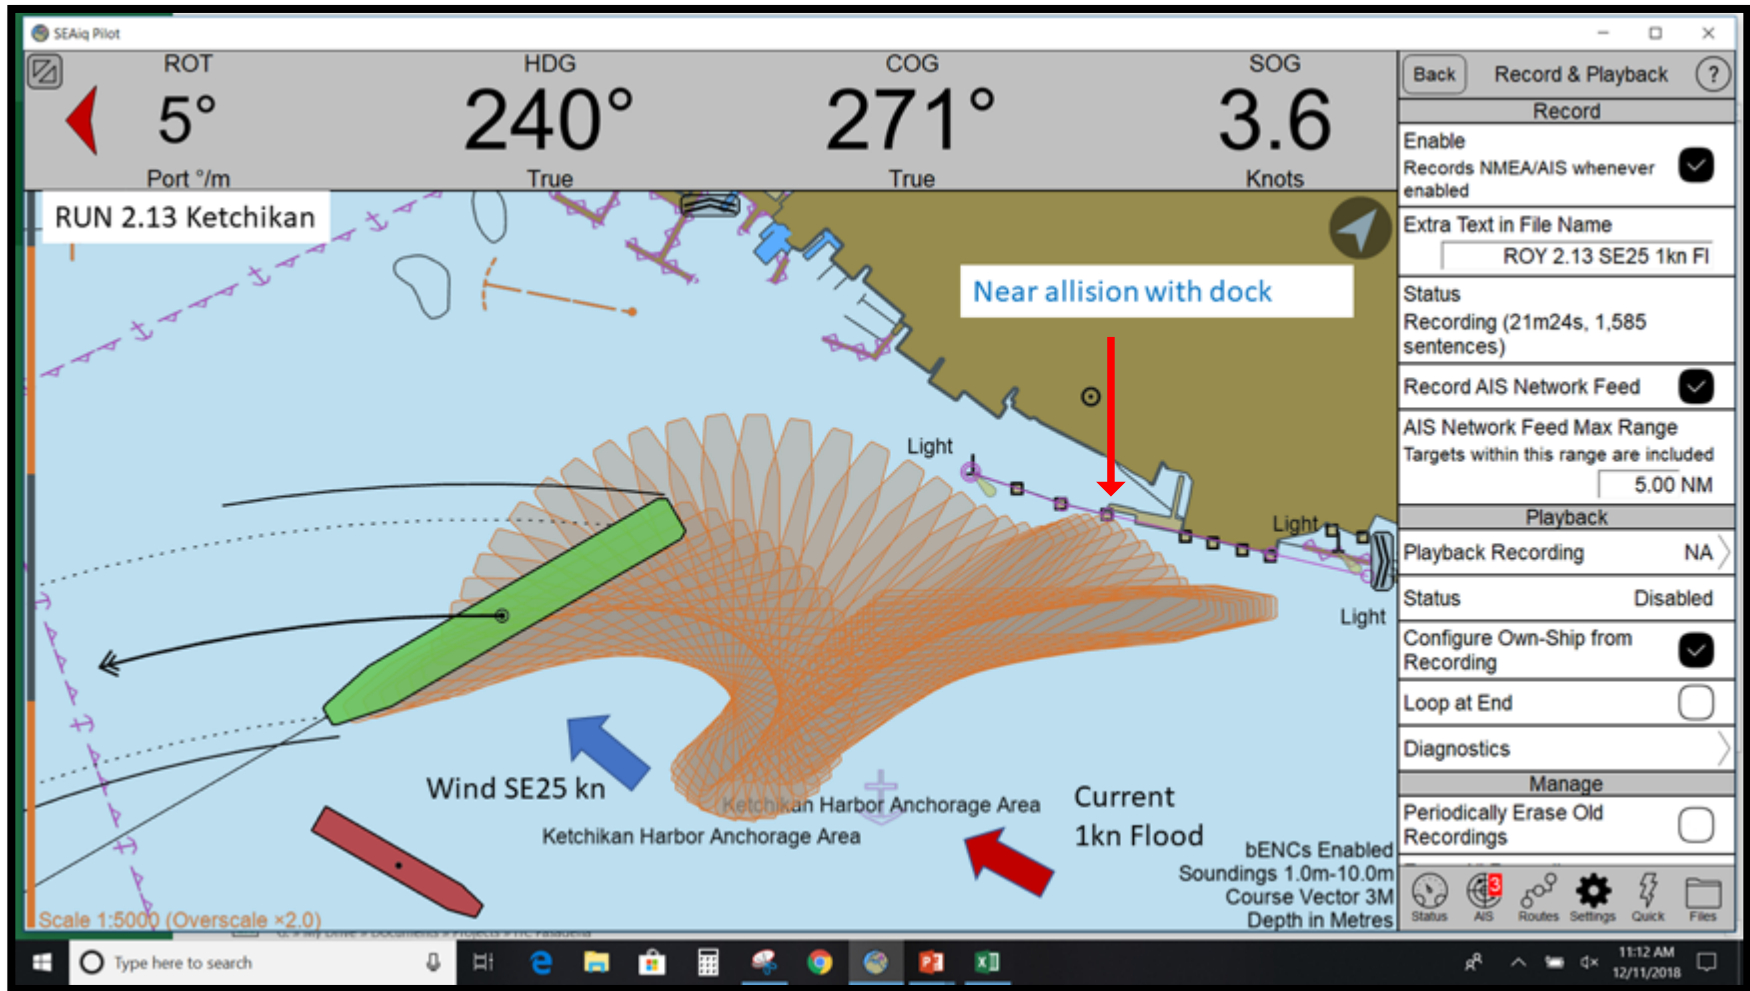 SEAiq Pilot
ROT
HDG
COG
SOG
5°
240°
271°
3.6
Port °/m
True
True
Knots
RUN 2.13 Ketchikan
Near allision with dock
Light
Light
Light
Wind SE25 kn
Ketchikan Harbor Anchorage Area
Ketchikan Harbor Anchorage Area
Current
1kn Flood
bENCs Enabled
Soundings 1.0m-10.0m
Course Vector 3M
Depth in Metres
Scale 1:5000 (Overscale ×2.0)
Back
Record & Playback
?
Record
Enable
Records NMEA/AIS whenever
enabled
Extra Text in File Name
ROY 2.13 SE25 1kn Fl
Status
Recording (21m24s, 1,585
sentences)
Record AIS Network Feed
AIS Network Feed Max Range
Targets within this range are included
5.00 NM
Playback
Playback Recording NA
Status Disabled
Configure Own-Ship from
Recording
Loop at End
Diagnostics
Manage
Periodically Erase Old
Recordings
3
Status
AIS
Routes
Settings
Quick
Files
Type here to search
11:12 AM
12/11/2018